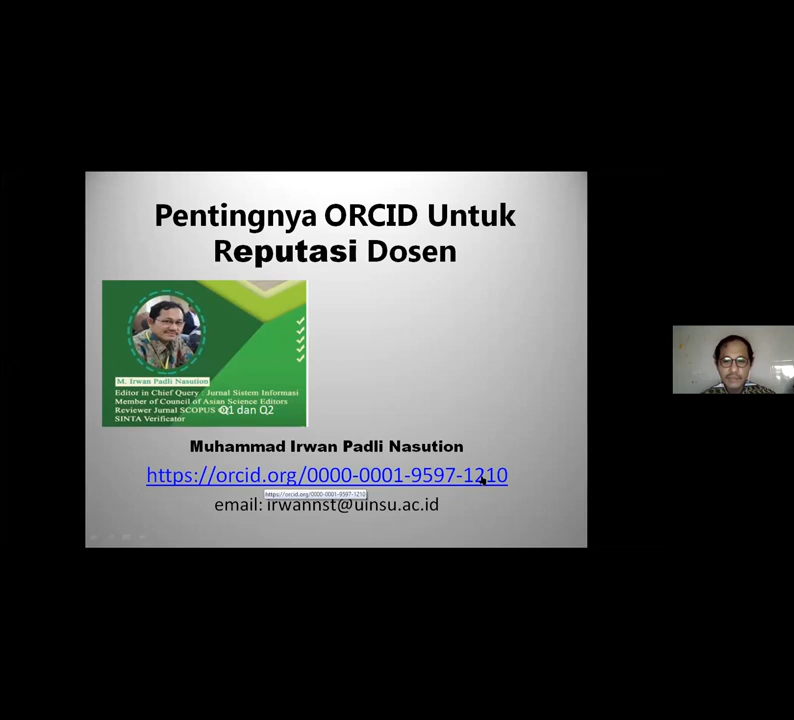 Pentingnya ORCID Untuk
Reputasi Dosen
M. Irwan Padli Nasution
Editor in Chief Query : Jurnal Sistem Informasi
Member of Council of Asian Science Editors
Reviewer Jurnal SCOPUS Q1 dan Q2
SINTA Verificator
Muhammad Irwan Padli Nasution
https://orcid.org/0000-0001-9597-1210
https://orcid.org/0000-0001-9597-1210
email: irwannst@uinsu.ac.id